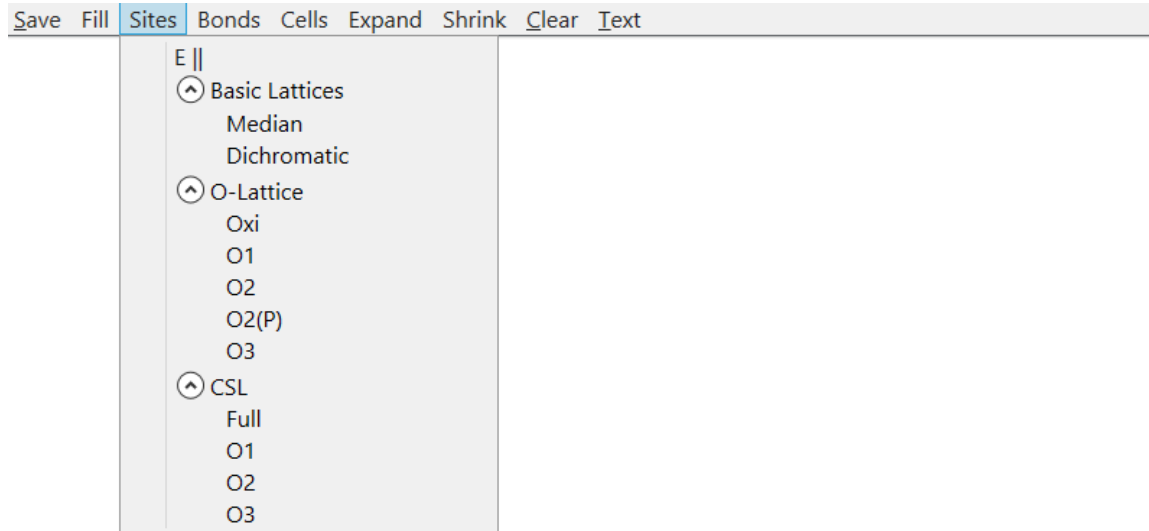 Save Fill Sites Bonds Cells Expand Shrink Clear Text
E ||
Basic Lattices
Median
Dichromatic
O-Lattice
Oxi
O1
O2
O2(P)
O3
CSL
Full
O1
O2
O3